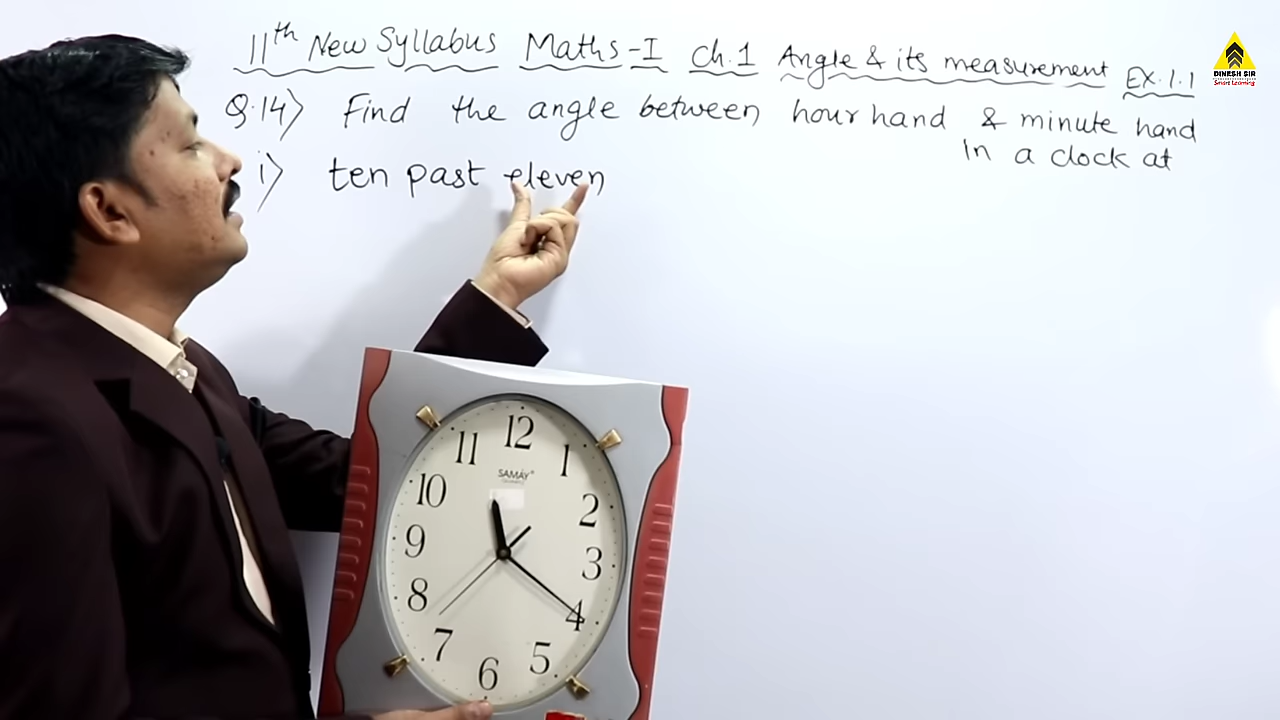 11th New Syllabus Maths-I Ch.1 Angle & its measurement EX.1.1
DINESH SIR
Smart Learning
Q.14) Find the angle between hour hand & minute hand
In a clock at
i) ten past eleven
12
11 1
SAMAY
10 2
9 3
8 4
7 5
6